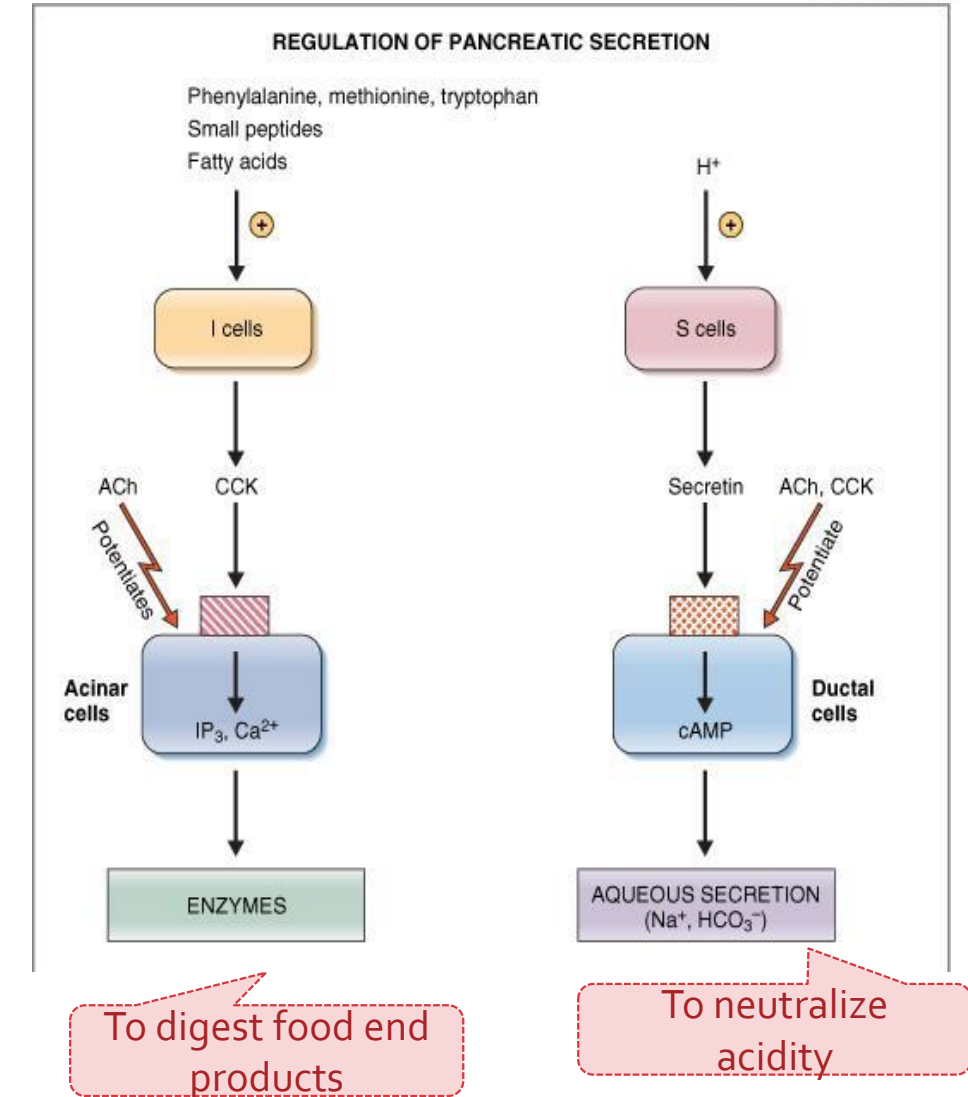 REGULATION OF PANCREATIC SECRETION
Phenylalanine, methionine, tryptophan
Small peptides
Fatty acids
H⁺
+
+
I cells
S cells
ACh
CCK
Secretin
ACh, CCK
Potentiates
Potentiate
Acinar
cells
IP₃, Ca²⁺
cAMP
Ductal
cells
ENZYMES
AQUEOUS SECRETION
(Na⁺, HCO₃⁻)
To digest food end
products
To neutralize
acidity